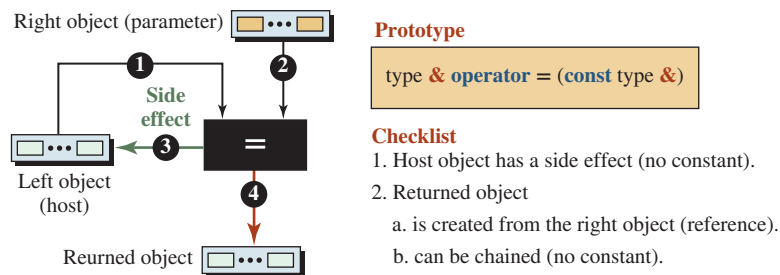 Right object (parameter)
1
2
Side
effect
3
=
Left object
(host)
4
Reurned object
Prototype
type & operator = (const type &)
Checklist
1. Host object has a side effect (no constant).
2. Returned object
a. is created from the right object (reference).
b. can be chained (no constant).